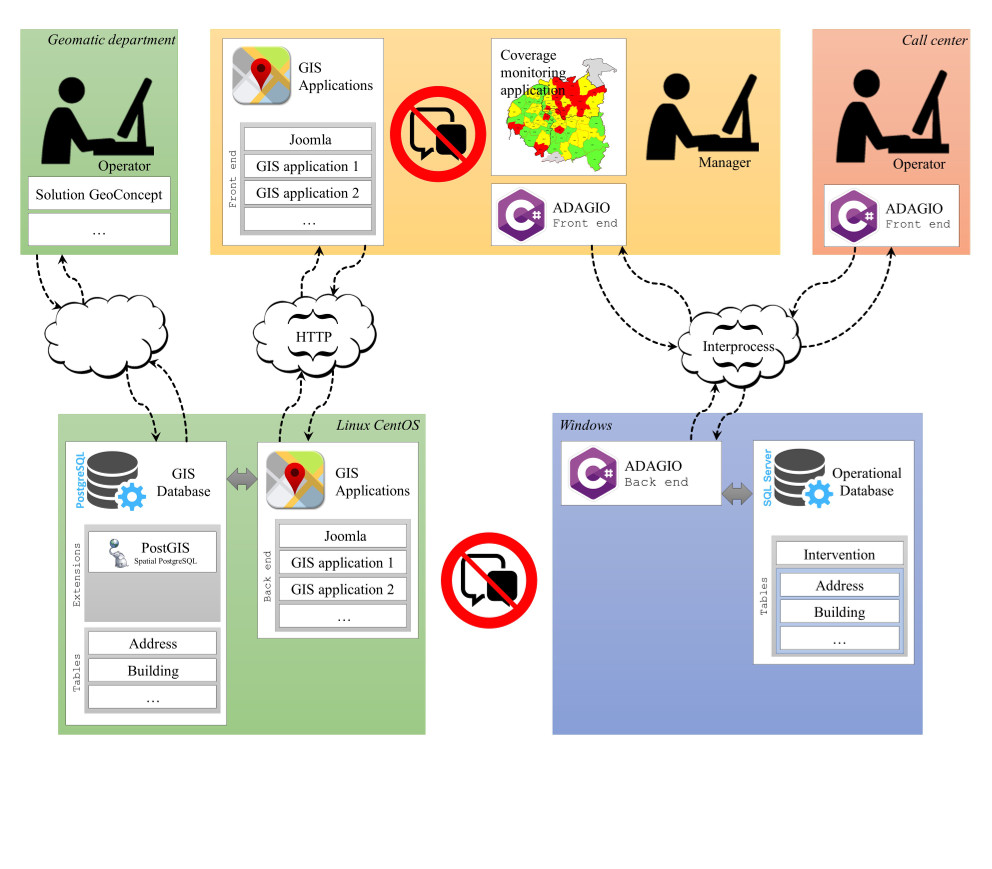 Geomatic department
Operator
Solution GeoConcept
…
GIS
Applications
Front end
Joomla
GIS application 1
GIS application 2
…
Coverage
monitoring
application
Manager
C#
ADAGIO
Front end
Call center
Operator
C#
ADAGIO
Front end
HTTP
Interprocess
Linux CentOS
PostgreSQL
GIS
Database
Extensions
PostGIS
Spatial PostgreSQL
Tables
Address
Building
…
GIS
Applications
Back end
Joomla
GIS application 1
GIS application 2
…
Windows
C#
ADAGIO
Back end
SQL Server
Operational
Database
Tables
Intervention
Address
Building
…